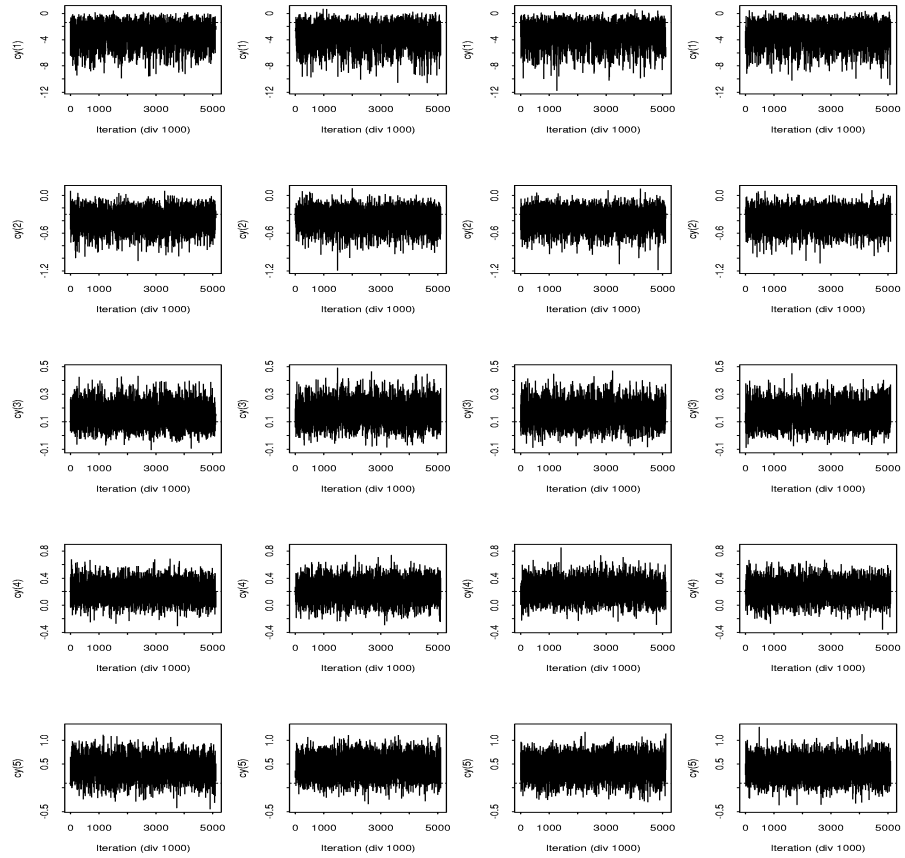 cy(1)
0
-4
-8
-12
0 1000 3000 5000
Iteration (div 1000)
cy(1)
0
-4
-8
-12
0 1000 3000 5000
Iteration (div 1000)
cy(1)
0
-4
-8
-12
0 1000 3000 5000
Iteration (div 1000)
cy(1)
0
-4
-8
-12
0 1000 3000 5000
Iteration (div 1000)
cy(2)
0.0
-0.6
-1.2
0 1000 3000 5000
Iteration (div 1000)
cy(2)
0.0
-0.6
-1.2
0 1000 3000 5000
Iteration (div 1000)
cy(2)
0.0
-0.6
-1.2
0 1000 3000 5000
Iteration (div 1000)
cy(2)
0.0
-0.6
-1.2
0 1000 3000 5000
Iteration (div 1000)
cy(3)
0.5
0.3
0.1
-0.1
0 1000 3000 5000
Iteration (div 1000)
cy(3)
0.5
0.3
0.1
-0.1
0 1000 3000 5000
Iteration (div 1000)
cy(3)
0.5
0.3
0.1
-0.1
0 1000 3000 5000
Iteration (div 1000)
cy(3)
0.5
0.3
0.1
-0.1
0 1000 3000 5000
Iteration (div 1000)
cy(4)
0.8
0.4
0.0
-0.4
0 1000 3000 5000
Iteration (div 1000)
cy(4)
0.8
0.4
0.0
-0.4
0 1000 3000 5000
Iteration (div 1000)
cy(4)
0.8
0.4
0.0
-0.4
0 1000 3000 5000
Iteration (div 1000)
cy(4)
0.8
0.4
0.0
-0.4
0 1000 3000 5000
Iteration (div 1000)
cy(5)
1.0
0.5
-0.5
0 1000 3000 5000
Iteration (div 1000)
cy(5)
1.0
0.5
-0.5
0 1000 3000 5000
Iteration (div 1000)
cy(5)
1.0
0.5
-0.5
0 1000 3000 5000
Iteration (div 1000)
cy(5)
1.0
0.5
-0.5
0 1000 3000 5000
Iteration (div 1000)